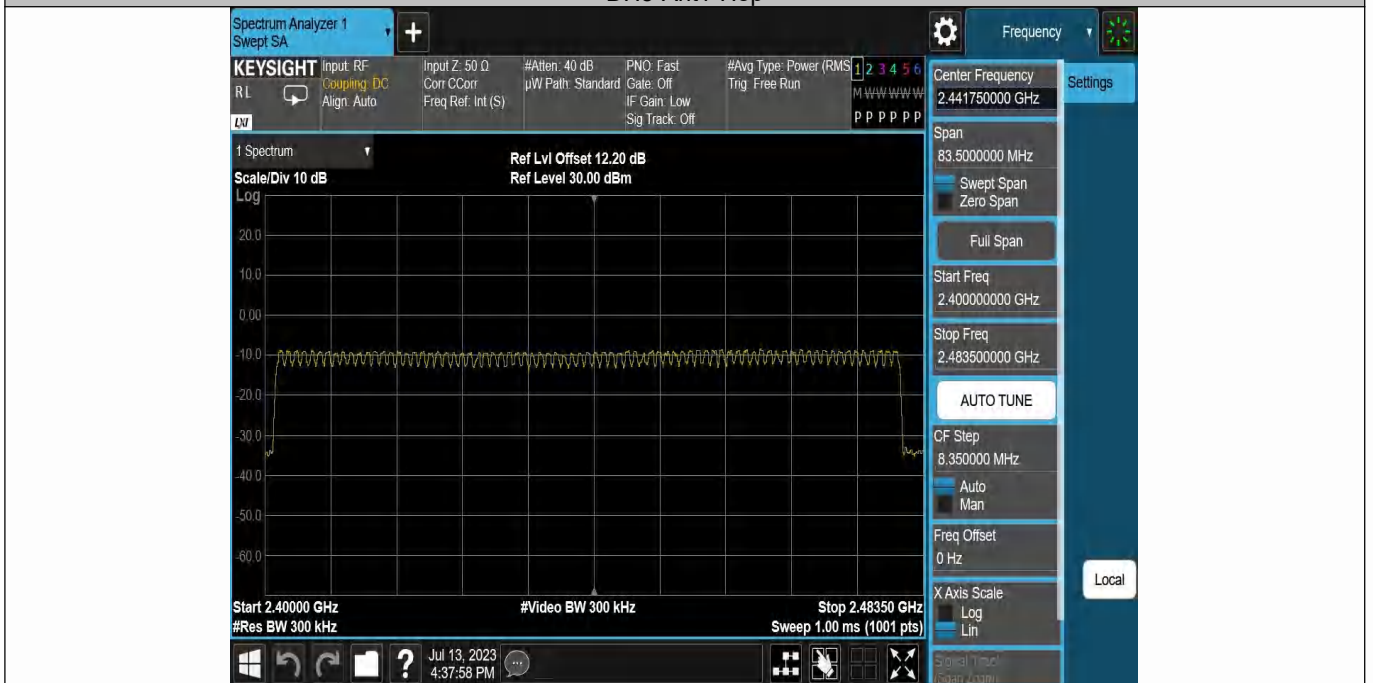 Spectrum Analyzer 1
Swept SA
+
Frequency
KEYSIGHT
RL
LXI
Input: RF
Coupling: DC
Align: Auto
Input Z: 50 Ω
Corr CCorr
Freq Ref: Int (S)
#Atten: 40 dB
µW Path: Standard
PNO: Fast
Gate: Off
IF Gain: Low
Sig Track: Off
#Avg Type: Power (RMS
Trig: Free Run
1 2 3 4 5 6
M W W W W W
P P P P P P
1 Spectrum
Scale/Div 10 dB
Log
Ref Lvl Offset 12.20 dB
Ref Level 30.00 dBm
20.0
10.0
0.00
-10.0
-20.0
-30.0
-40.0
-50.0
-60.0
Start 2.40000 GHz
#Res BW 300 kHz
#Video BW 300 kHz
Stop 2.48350 GHz
Sweep 1.00 ms (1001 pts)
Jul 13, 2023
4:37:58 PM
?
Center Frequency
2.441750000 GHz
Settings
Span
83.5000000 MHz
Swept Span
Zero Span
Full Span
Start Freq
2.400000000 GHz
Stop Freq
2.483500000 GHz
AUTO TUNE
CF Step
8.350000 MHz
Auto
Man
Freq Offset
0 Hz
Local
X Axis Scale
Log
Lin